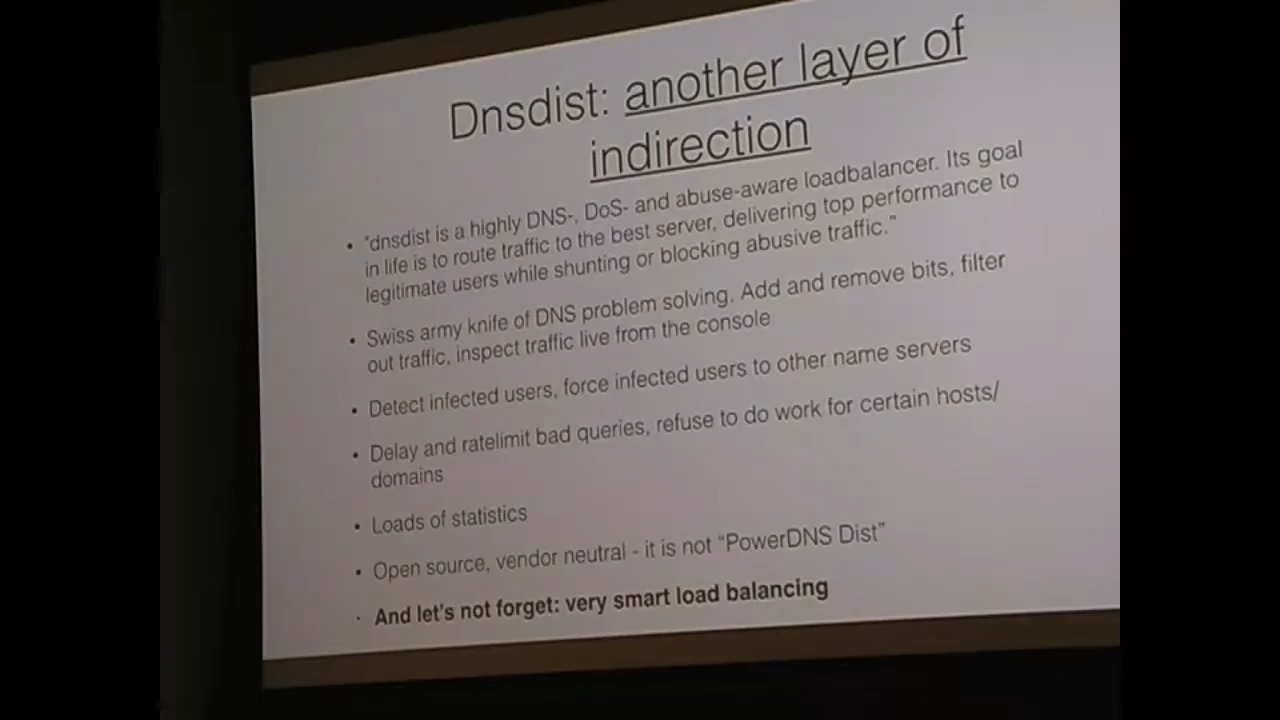 Dnsdist: another layer of
indirection
• "dnsdist is a highly DNS-, DoS- and abuse-aware loadbalancer. Its goal
in life is to route traffic to the best server, delivering top performance to
legitimate users while shunting or blocking abusive traffic."
• Swiss army knife of DNS problem solving. Add and remove bits, filter
out traffic, inspect traffic live from the console
• Detect infected users, force infected users to other name servers
• Delay and ratelimit bad queries, refuse to do work for certain hosts/
domains
• Loads of statistics
• Open source, vendor neutral - it is not “PowerDNS Dist”
• And let's not forget: very smart load balancing